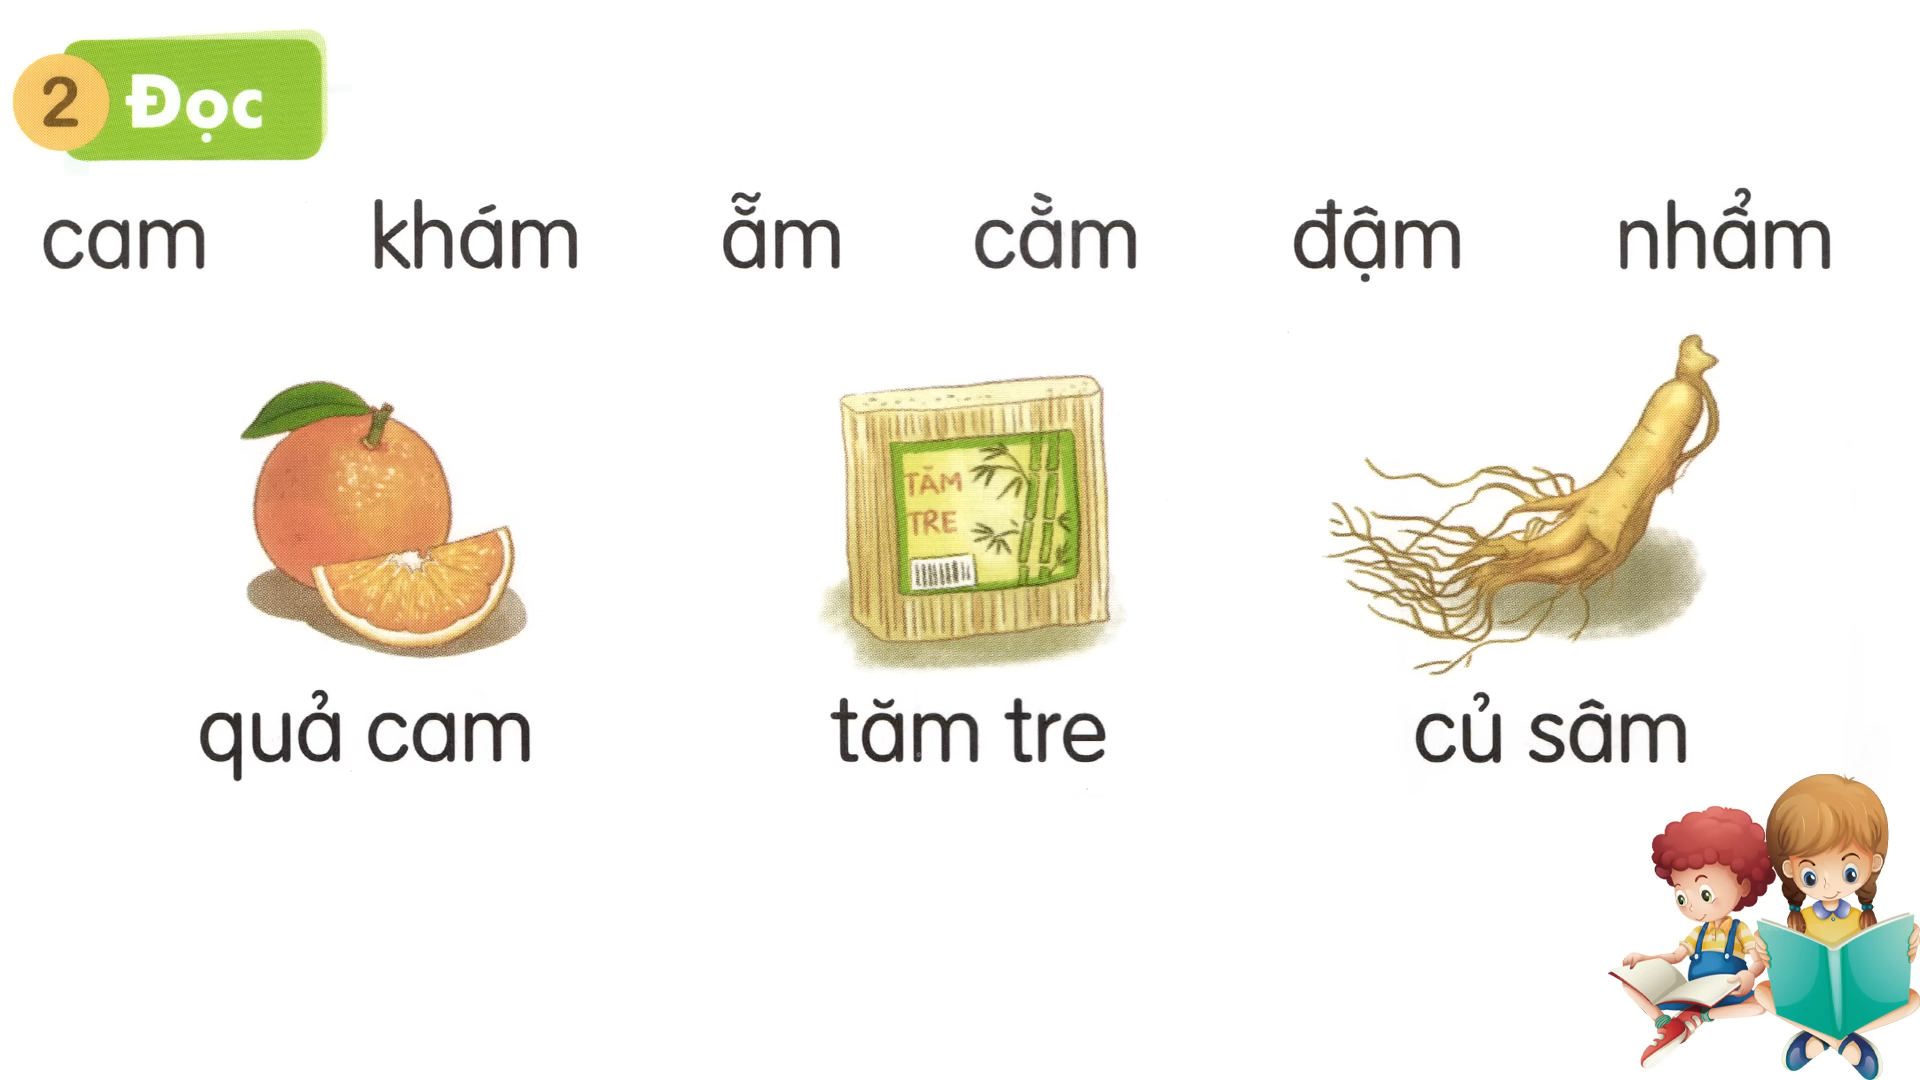 2 Đọc
cam khám ẵm cằm đậm nhẩm
TĂM
TRE
quả cam tăm tre củ sâm